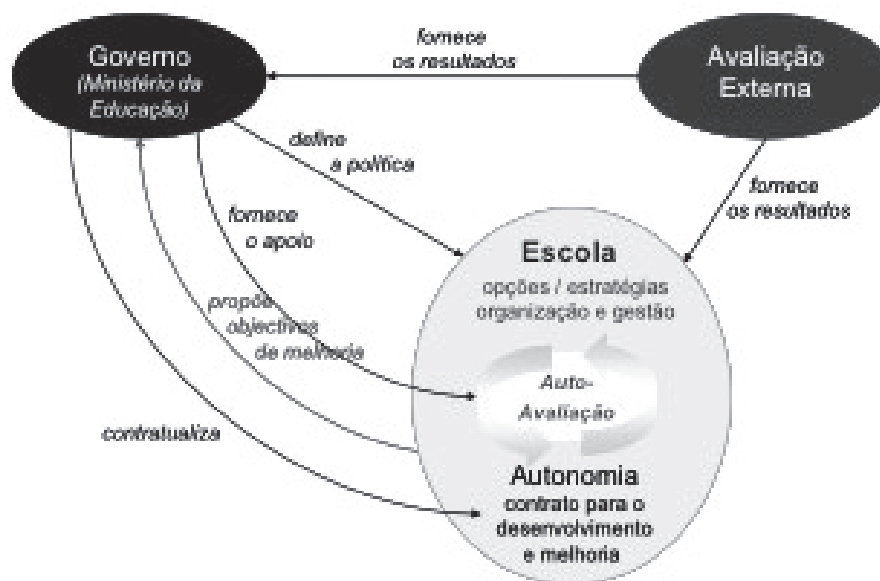 Governo
(Ministério da
Educação)
fornece
os resultados
Avaliação
Externa
define
a política
fornece
os resultados
fornece
o apoio
Escola
opções / estratégias
organização e gestão
propõe
objectivos
de melhoria
Auto-
Avaliação
contratualiza
Autonomia
contrato para o
desenvolvimento
e melhoria